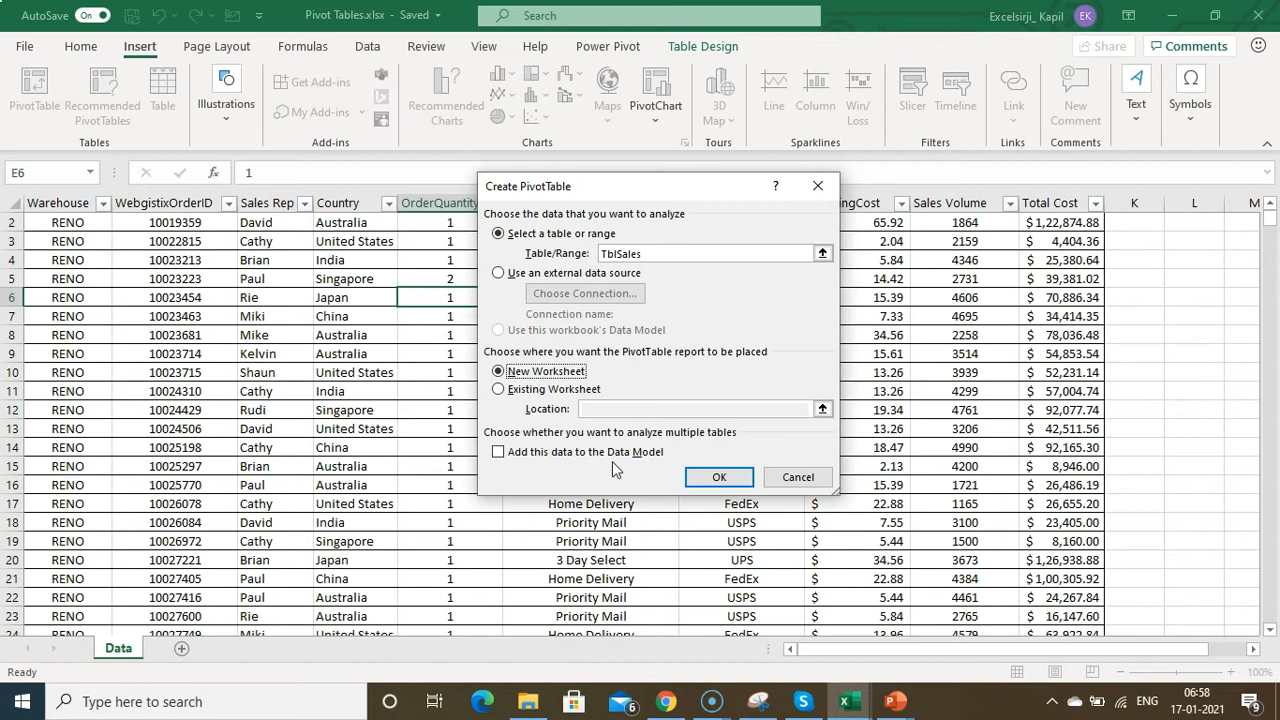 AutoSave On Pivot Tables.xlsx - Saved Search Excelsirji_ Kapil EK
File Home Insert Page Layout Formulas Data Review View Help Power Pivot Table Design Share Comments
PivotTable Recommended PivotTables Table Illustrations Get Add-ins My Add-ins Recommended Charts Maps PivotChart 3D Map Line Column Win/Loss Slicer Timeline Link New Comment Text Symbols
Tables Add-ins Charts Tours Sparklines Filters Links Comments
E6 fx 1
Warehouse WebgistixOrderID Sales Rep Country OrderQuantity ingCost Sales Volume Total Cost K L M
2 RENO 10019359 David Australia 1 65.92 1864 $ 1,22,874.88
3 RENO 10022815 Cathy United States 1 2.04 2159 $ 4,404.36
4 RENO 10023213 Brian India 1 5.94 $ 25,380.64
5 RENO 10023223 Paul Singapore 2 14.42 2731 $ 39,381.02
6 RENO 10023454 Rie Japan 1 15.39 4606 $ 70,886.34
7 RENO 10023463 Miki China 1 7.33 4695 $ 34,414.35
8 RENO 10023681 Mike Australia 1 34.56 2258 $ 78,036.48
9 RENO 10023714 Kelvin Australia 1 15.61 3514 $ 54,853.54
10 RENO 10023715 Shaun United States 1 13.26 3939 $ 52,231.14
11 RENO 10024310 Cathy India 1 13.26 4299 $ 57,004.74
12 RENO 10024429 Rudi Singapore 1 19.34 4761 $ 92,077.74
13 RENO 10024506 David United States 1 13.26 3206 $ 42,511.56
14 RENO 10025198 Cathy China 1 18.47 4990 $ 92,165.30
15 RENO 10025297 Brian Australia 1 2.13 4200 $ 8,946.00
16 RENO 10025770 Paul Australia 1 15.39 1721 $ 26,486.19
17 RENO 10026078 Cathy United States 1 Home Delivery FedEx $ 22.88 $ 26,655.20
18 RENO 10026084 David India 1 Priority Mail USPS $ 7.55 3100 $ 23,405.00
19 RENO 10026972 Cathy Singapore 1 Priority Mail USPS $ 5.84 $ 8,160.00
20 RENO 10027221 Brian Japan 1 3 Day Select UPS $ 34.56 3673 $ 1,26,938.88
21 RENO 10027405 Paul China 1 Home Delivery FedEx $ 22.88 4384 $ 1,00,305.92
22 RENO 10027416 Paul Australia 1 Priority Mail USPS $ 5.44 4461 $ 24,267.84
23 RENO 10027600 Rie Australia 1 Priority Mail USPS $ 5.84 2765 $ 16,147.60
24 RENO 10027749 Miki United States 1 Home Delivery FedEx $ 13.96 4579 $ 63,922.84
Create PivotTable ?
Choose the data that you want to analyze
Select a table or range
Table/Range: TblSales
Use an external data source
Choose Connection...
Connection name:
Use this workbook's Data Model
Choose where you want the PivotTable report to be placed
New Worksheet
Existing Worksheet
Location:
Choose whether you want to analyze multiple tables
Add this data to the Data Model
OK Cancel
Data
Ready 100%
Type here to search 6 ENG 06:58 17-01-2021 9